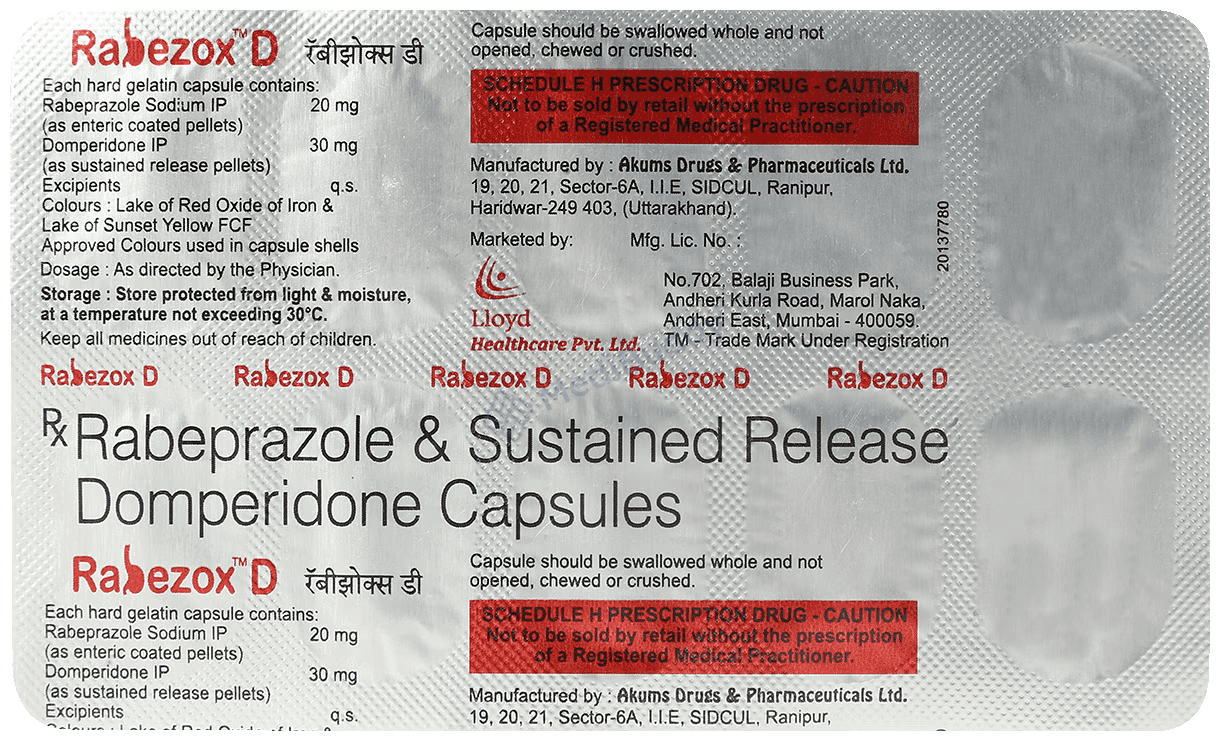 Rabezox™ D रॅबीझोक्स डी
Each hard gelatin capsule contains:
Rabeprazole Sodium IP 20 mg
(as enteric coated pellets)
Domperidone IP 30 mg
(as sustained release pellets)
Excipients q.s.
Colours : Lake of Red Oxide of Iron &
Lake of Sunset Yellow FCF
Approved Colours used in capsule shells
Dosage : As directed by the Physician.
Storage : Store protected from light & moisture,
at a temperature not exceeding 30°C.
Keep all medicines out of reach of children.
Capsule should be swallowed whole and not
opened, chewed or crushed.
SCHEDULE H PRESCRIPTION DRUG - CAUTION
Not to be sold by retail without the prescription
of a Registered Medical Practitioner.
Manufactured by : Akums Drugs & Pharmaceuticals Ltd.
19, 20, 21, Sector-6A, I.I.E, SIDCUL, Ranipur,
Haridwar-249 403, (Uttarakhand).
Marketed by: Mfg. Lic. No. :
Lloyd
Healthcare Pvt. Ltd.
No.702, Balaji Business Park,
Andheri Kurla Road, Marol Naka,
Andheri East, Mumbai - 400059.
TM - Trade Mark Under Registration
20137780
Rabezox D Rabezox D Rabezox D Rabezox D Rabezox D
Rx Rabeprazole & Sustained Release
Domperidone Capsules
Rabezox™ D रॅबीझोक्स डी
Each hard gelatin capsule contains:
Rabeprazole Sodium IP 20 mg
(as enteric coated pellets)
Domperidone IP 30 mg
(as sustained release pellets)
Excipients q.s.
Capsule should be swallowed whole and not
opened, chewed or crushed.
SCHEDULE H PRESCRIPTION DRUG - CAUTION
Not to be sold by retail without the prescription
of a Registered Medical Practitioner.
Manufactured by : Akums Drugs & Pharmaceuticals Ltd.
19, 20, 21, Sector-6A, I.I.E, SIDCUL, Ranipur,